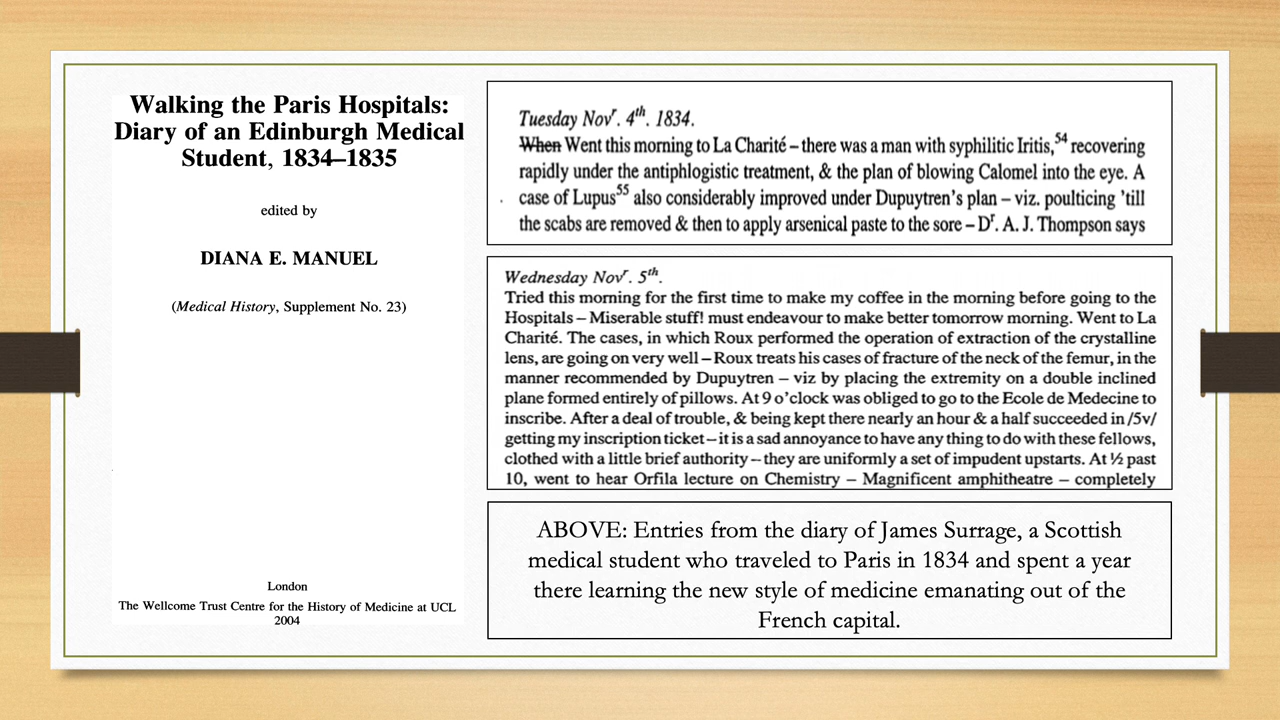 Walking the Paris Hospitals:
Diary of an Edinburgh Medical
Student, 1834–1835
edited by
DIANA E. MANUEL
(Medical History, Supplement No. 23)
London
The Wellcome Trust Centre for the History of Medicine at UCL
2004
Tuesday Novr. 4th. 1834.
When Went this morning to La Charité – there was a man with syphilitic Iritis,54 recovering
rapidly under the antiphlogistic treatment, & the plan of blowing Calomel into the eye. A
case of Lupus55 also considerably improved under Dupuytren's plan – viz. poulticing 'till
the scabs are removed & then to apply arsenical paste to the sore – Dr. A. J. Thompson says
Wednesday Novr. 5th.
Tried this morning for the first time to make my coffee in the morning before going to the
Hospitals – Miserable stuff! must endeavour to make better tomorrow morning. Went to La
Charité. The cases, in which Roux performed the operation of extraction of the crystalline
lens, are going on very well – Roux treats his cases of fracture of the neck of the femur, in the
manner recommended by Dupuytren – viz by placing the extremity on a double inclined
plane formed entirely of pillows. At 9 o'clock was obliged to go to the Ecole de Medecine to
inscribe. After a deal of trouble, & being kept there nearly an hour & a half succeeded in /5v/
getting my inscription ticket – it is a sad annoyance to have any thing to do with these fellows,
clothed with a little brief authority – they are uniformly a set of impudent upstarts. At ½ past
10, went to hear Orfila lecture on Chemistry – Magnificent amphitheatre – completely
ABOVE: Entries from the diary of James Surrage, a Scottish
medical student who traveled to Paris in 1834 and spent a year
there learning the new style of medicine emanating out of the
French capital.